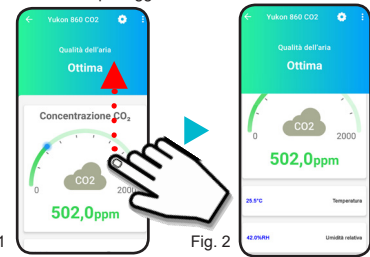 Yukon 860 CO2
Qualità dell'aria
Ottima
Concentrazione CO₂
CO2
0
2000
502,0ppm
1
Yukon 860 CO2
Qualità dell'aria
Ottima
CO2
0
2000
502,0ppm
25.5°C Temperatura
42.0%RH Umidità relativa
Fig. 2